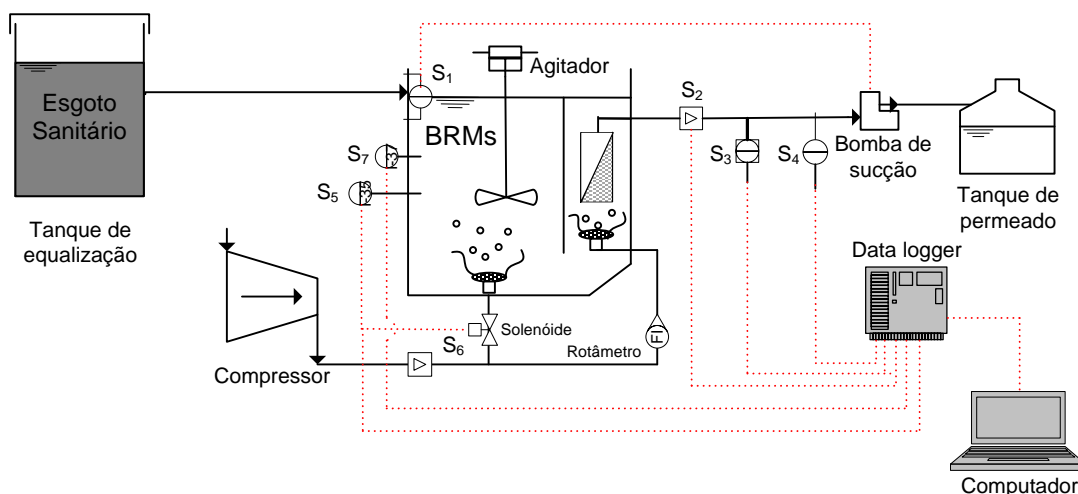 Esgoto
Sanitário
Tanque de
equalização
S1
Agitador
BRMs
S7
S5
S2
S3
S4
Bomba de
sucção
Tanque de
permeado
Data logger
Solenóide
S6
Rotâmetro
FI
Compressor
Computador